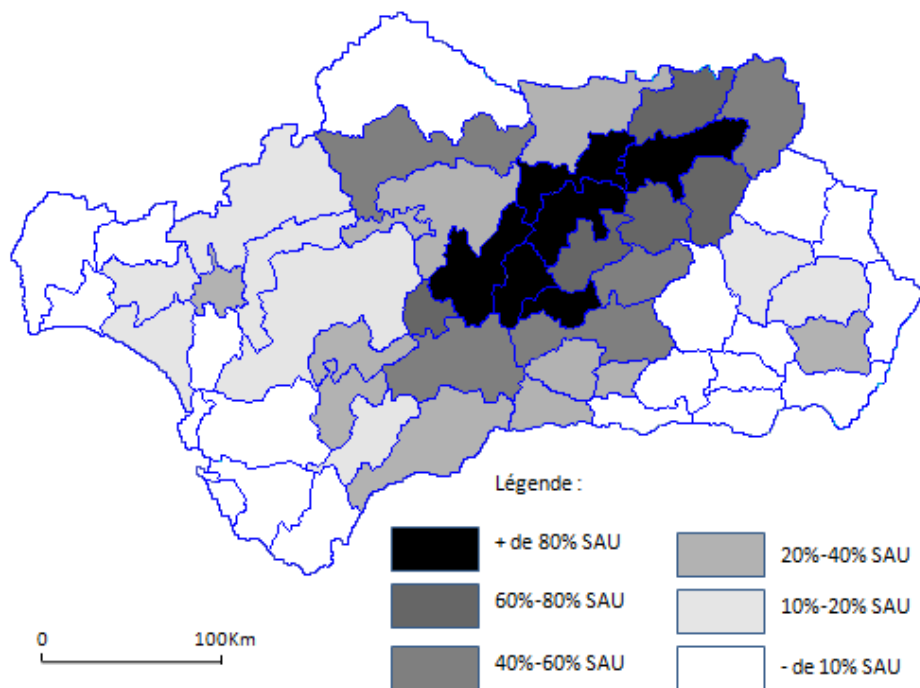 Légende :
+ de 80% SAU
60%-80% SAU
40%-60% SAU
20%-40% SAU
10%-20% SAU
- de 10% SAU
0 100Km